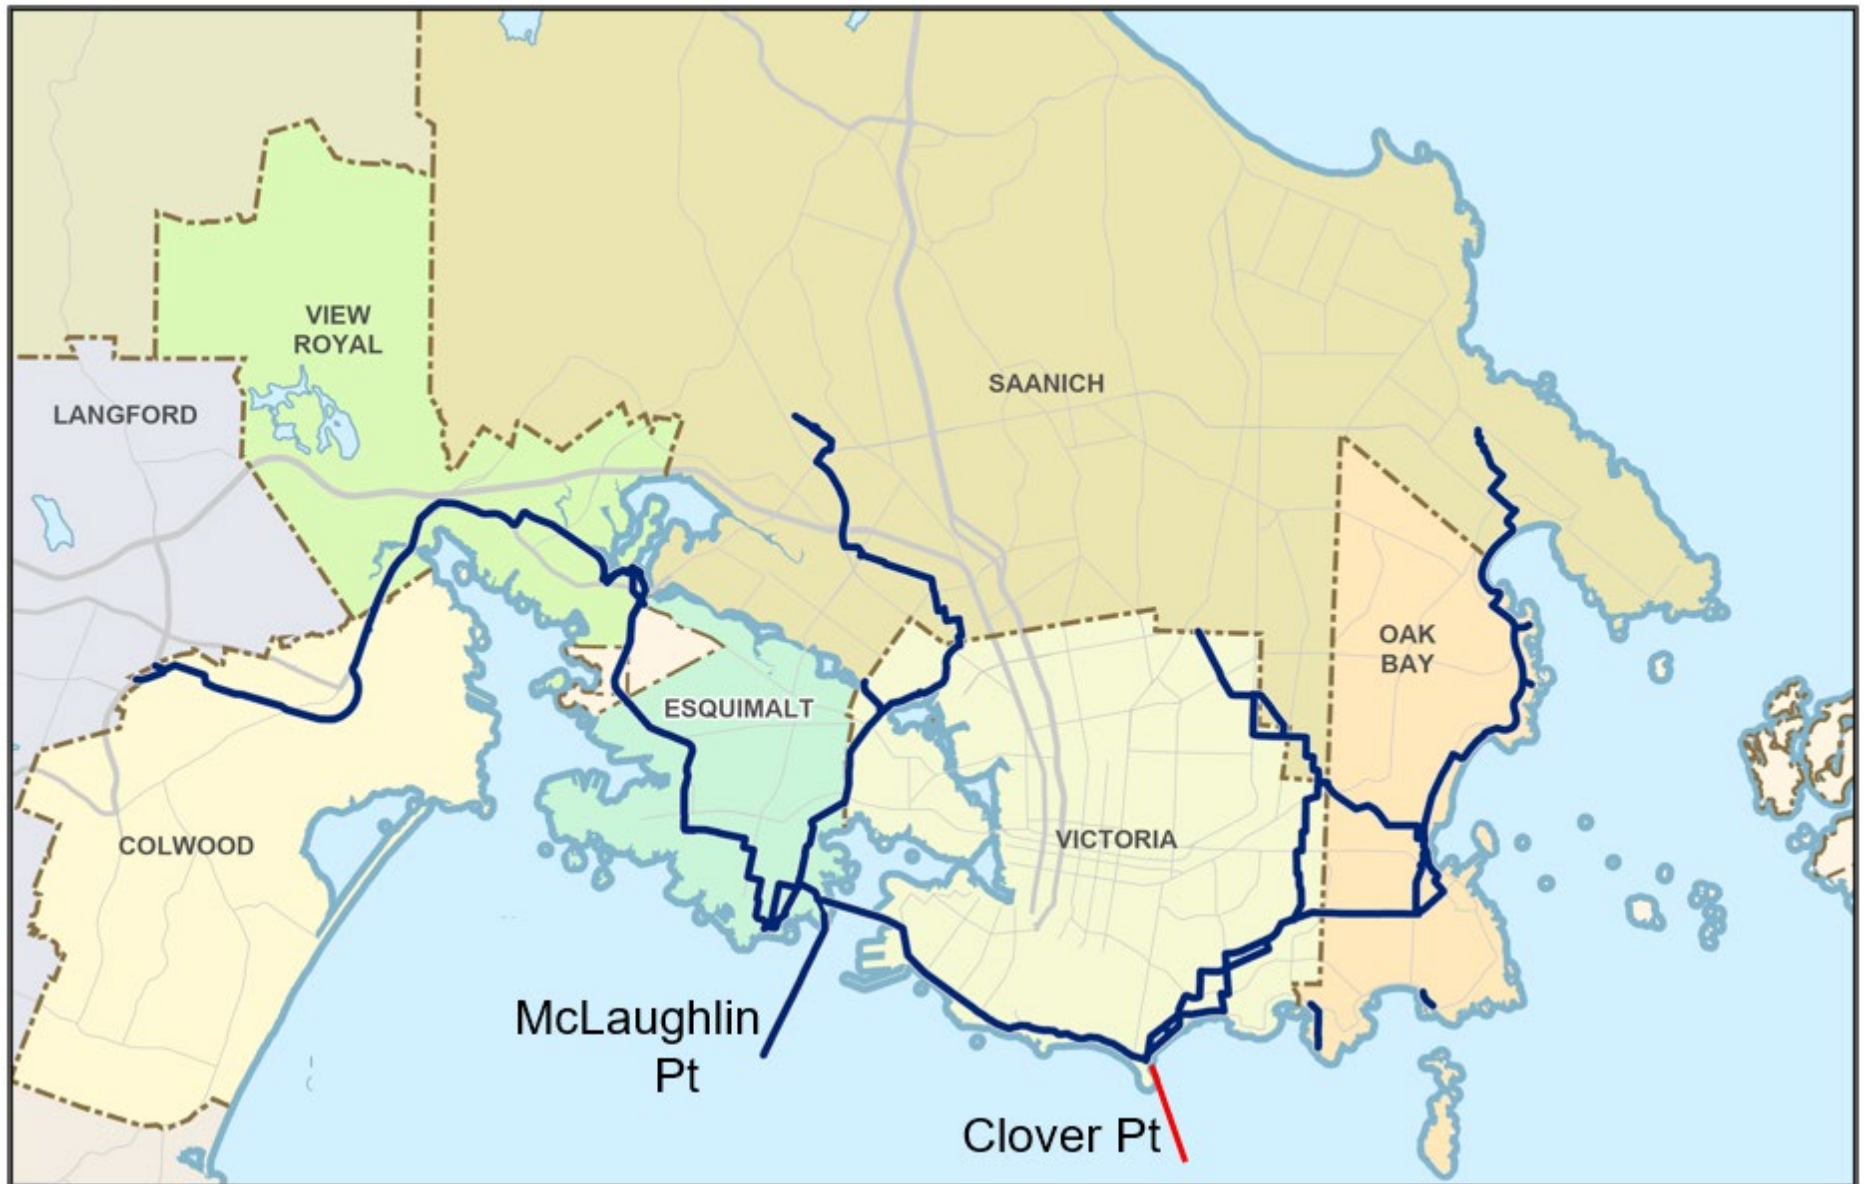 VIEW
ROYAL
LANGFORD
SAANICH
OAK
BAY
ESQUIMALT
COLWOOD
VICTORIA
McLaughlin
Pt
Clover Pt